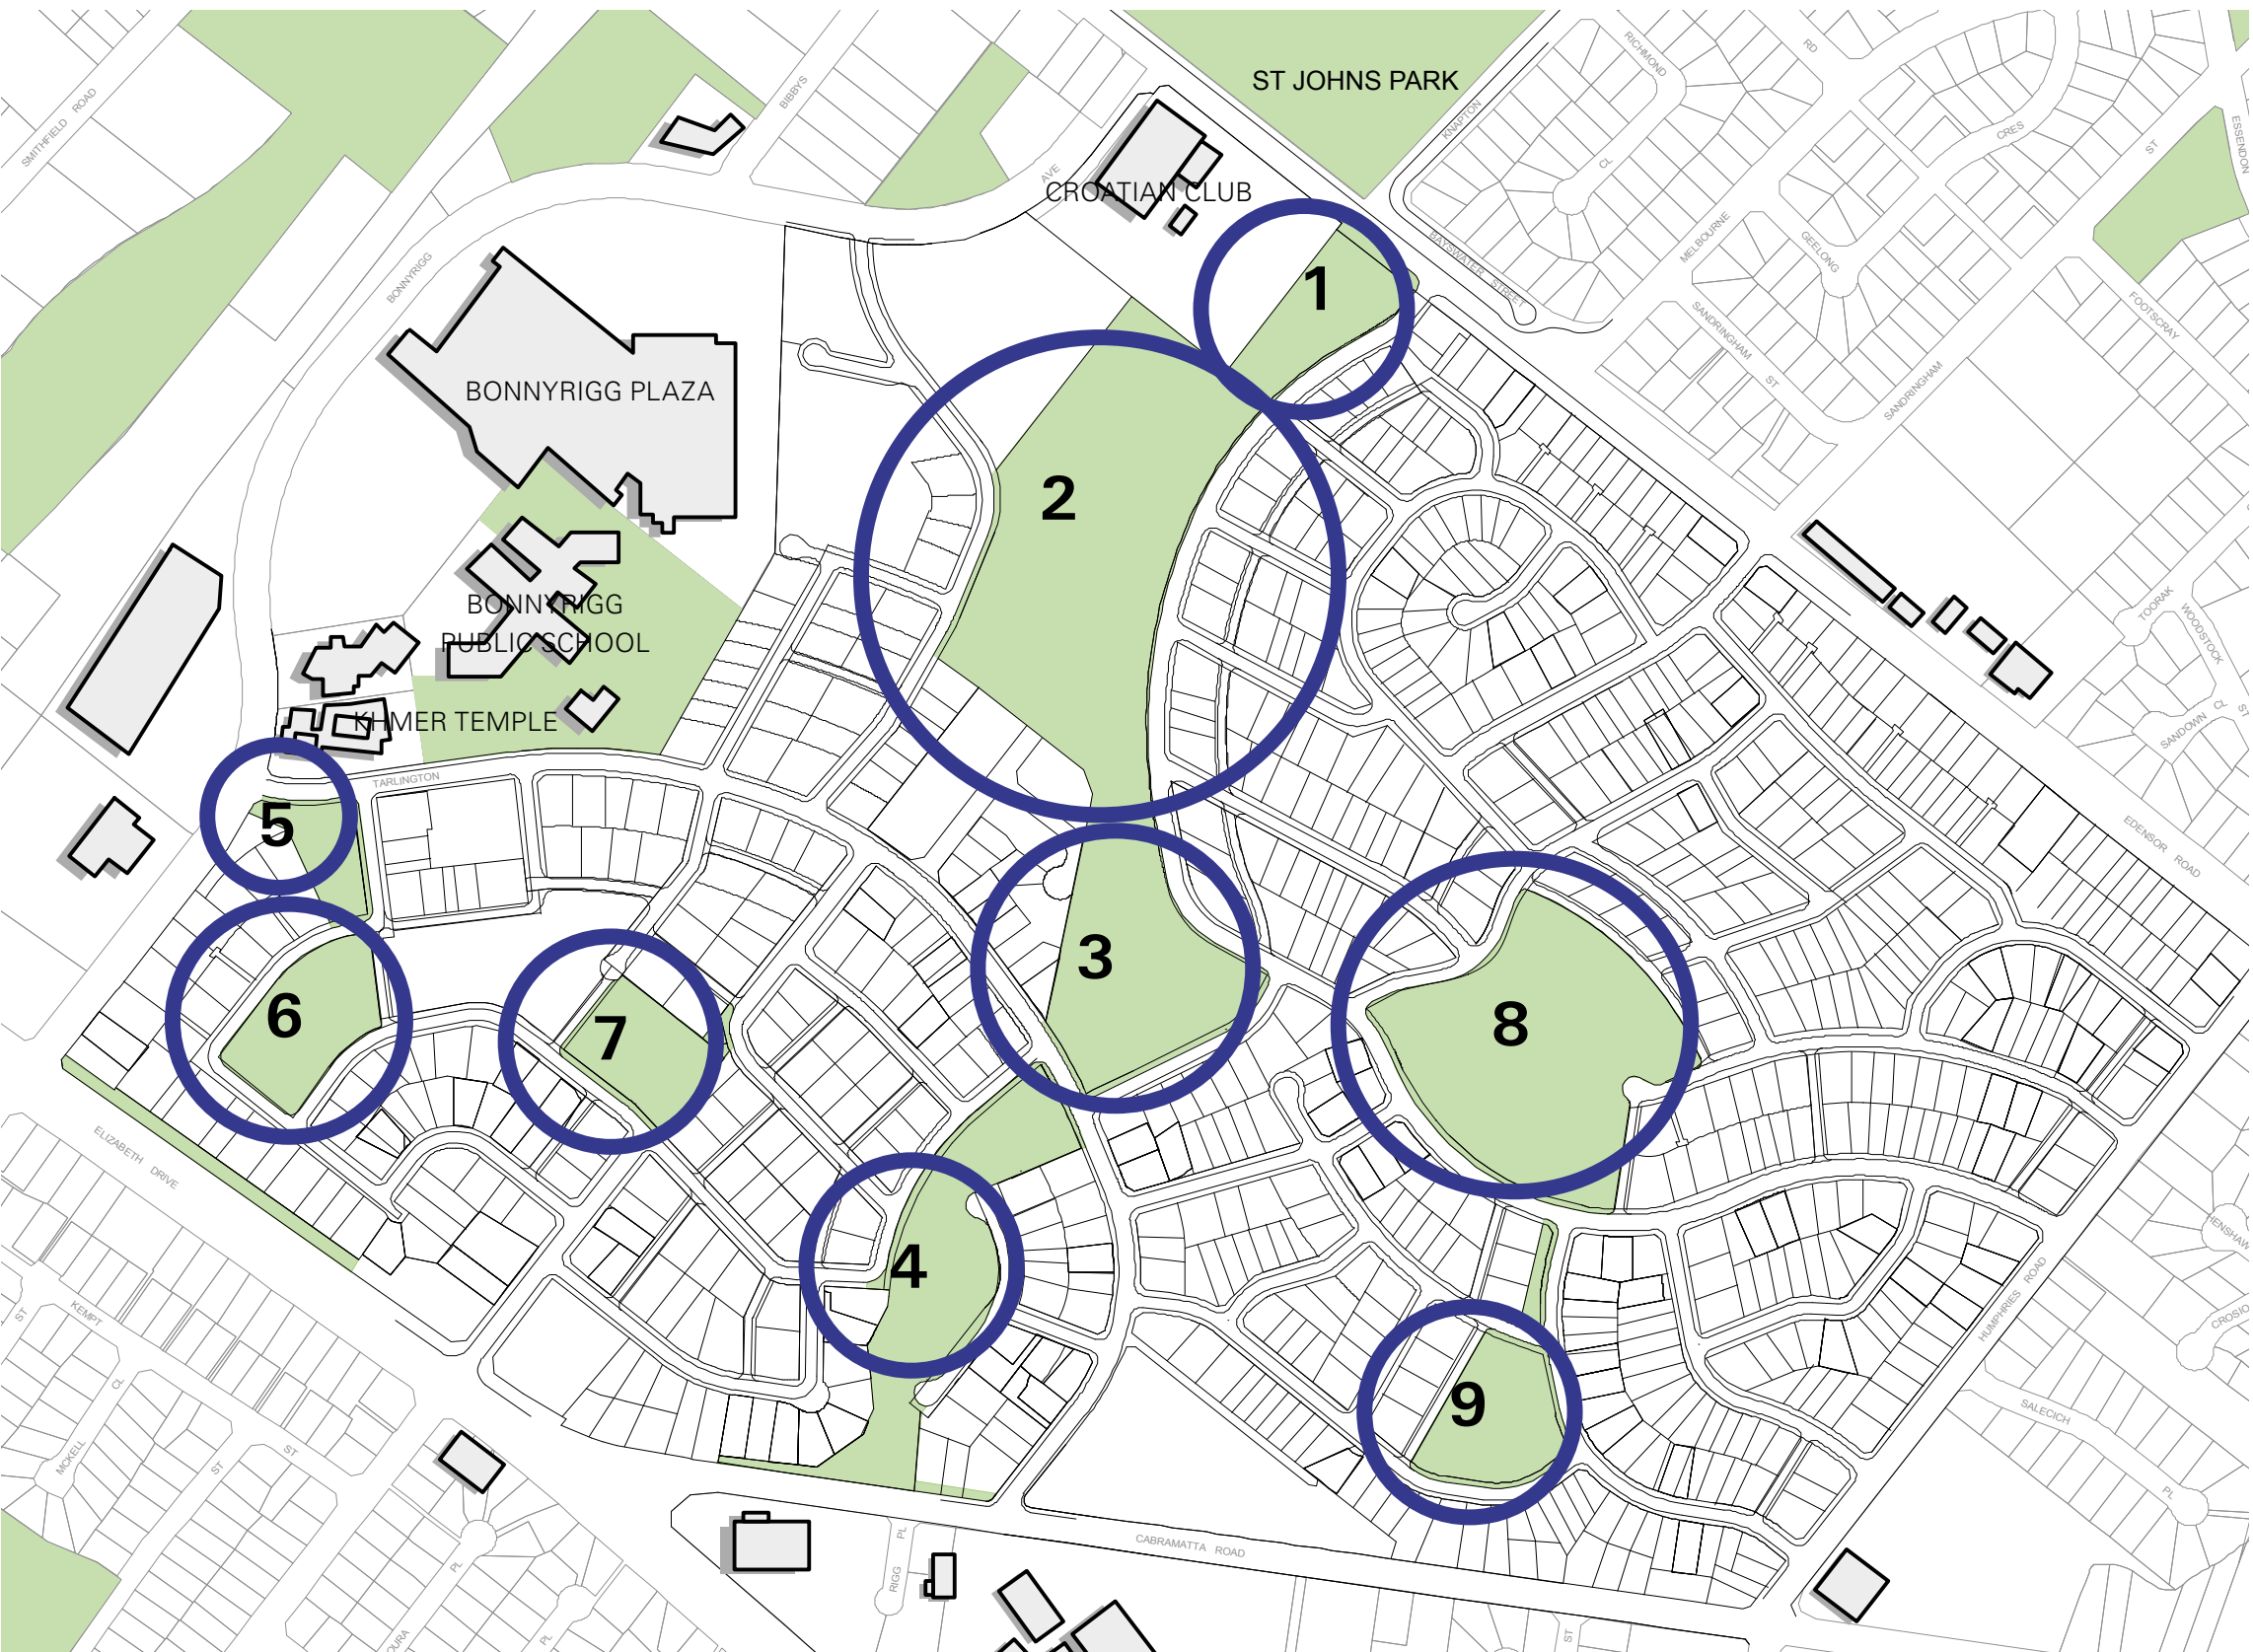 ST JOHNS PARK
RICHMOND
RD
SMITHFIELD ROAD
BIBBYS
KNAPTON
CL
CRES
ST
ESSENDON
AVE
CROATIAN CLUB
BONNYRIGG
BAYSWATER STREET
MELBOURNE
GEELONG
1
SANDRINGHAM
ST
SANDRINGHAM
FOOTSCRAY
BONNYRIGG PLAZA
2
BONNYRIGG
PUBLIC SCHOOL
TOORAK
WOODSTOCK
CL
ST
SANDOWN
KHMER TEMPLE
TARLINGTON
5
EDENSOR ROAD
3
6
7
8
ELIZABETH DRIVE
4
HENSHAW
HUMPHRIES ROAD
ST
KEMPT
CL
9
SALECICH
PL
MCKELL
ST
ST
CABRAMATTA ROAD
PL
RIGG
PL
PL
ST